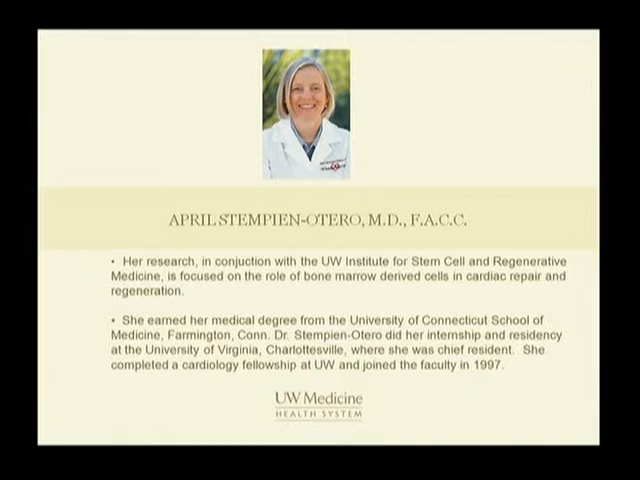 APRIL STEMPIEN-OTERO, M.D., F.A.C.C.
• Her research, in conjuction with the UW Institute for Stem Cell and Regenerative
Medicine, is focused on the role of bone marrow derived cells in cardiac repair and
regeneration.
• She earned her medical degree from the University of Connecticut School of
Medicine, Farmington, Conn. Dr. Stempien-Otero did her internship and residency
at the University of Virginia, Charlottesville, where she was chief resident. She
completed a cardiology fellowship at UW and joined the faculty in 1997.
UW Medicine
HEALTH SYSTEM